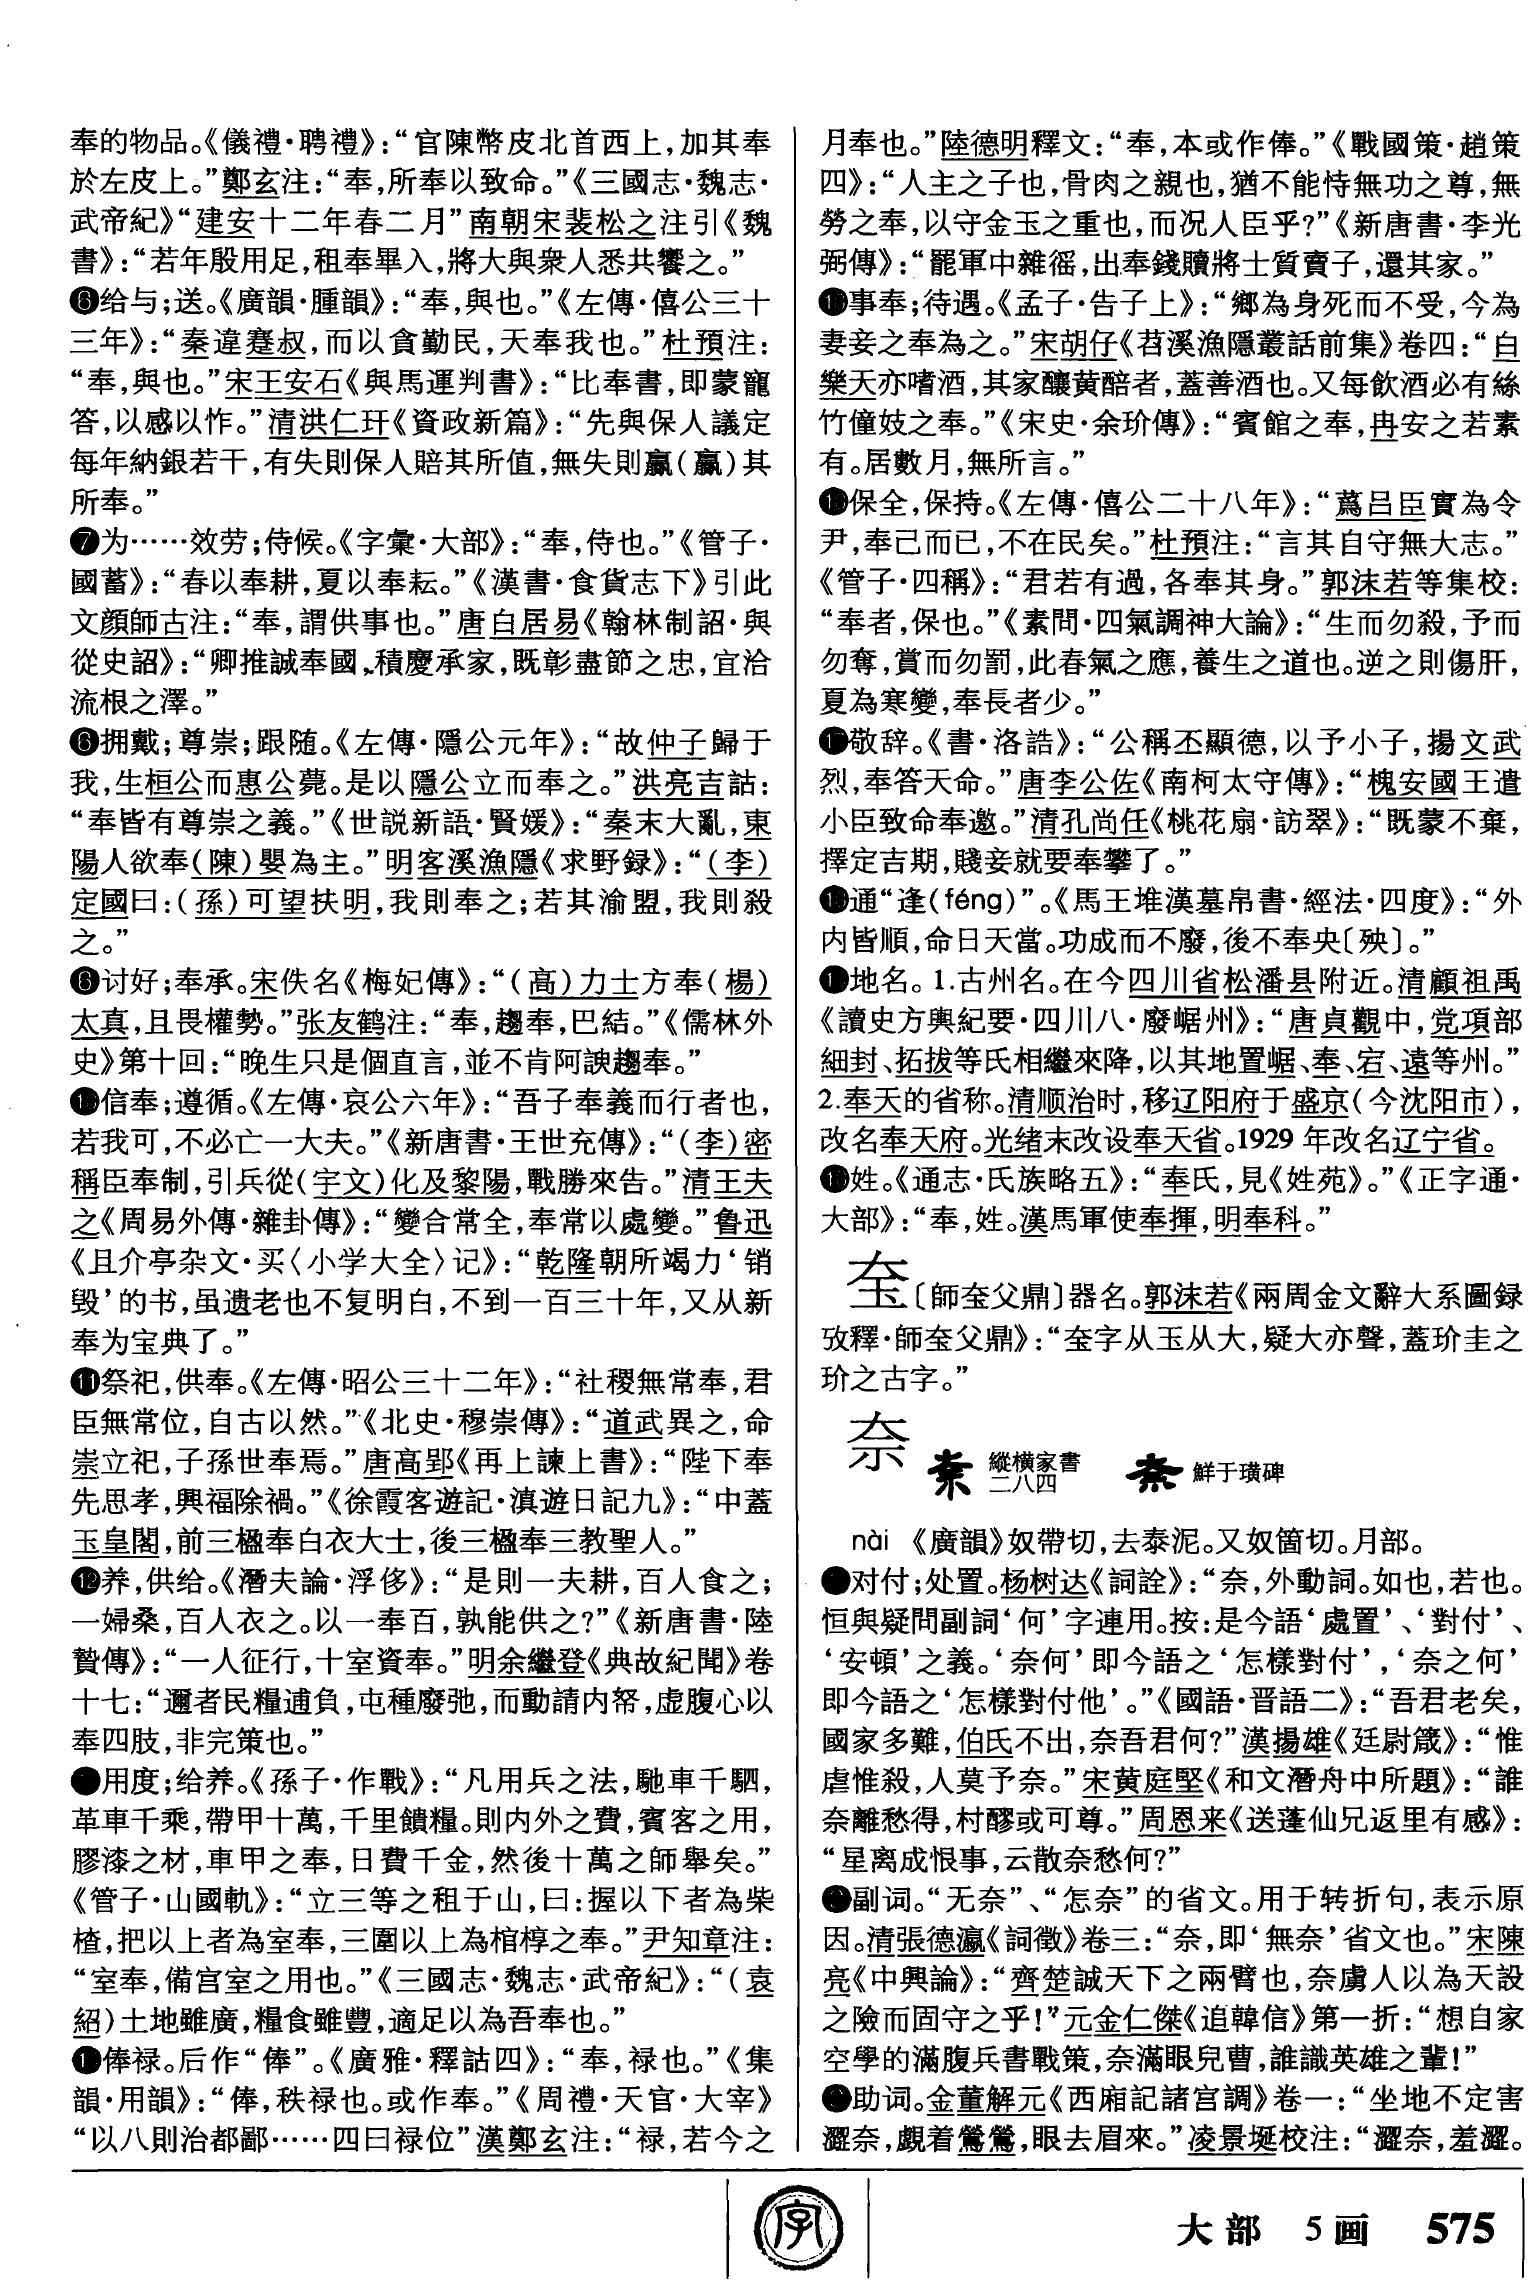 奉的物品。《儀禮·聘禮》：“官陳幣皮北首西上，加其奉
於左皮上。”鄭玄注：“奉，所奉以致命。”《三國志·魏志·
武帝紀》“建安十二年春二月”南朝宋裴松之注引《魏
書》：“若年殷用足，租奉畢入，將大與衆人悉共饗之。”
給与；送。《廣韻·腫韻》：“奉，與也。”《左傳·僖公三十
三年》：“秦違蹇叔，而以貪勤民，天奉我也。”杜預注：
“奉，與也。”宋王安石《與馬運判書》：“比奉書，即蒙寵
答，以感以怍。”清洪仁玕《資政新篇》：“先與保人議定
每年納銀若干，有失則保人賠其所值，無失則羸（贏）其
所奉。”
❼为……效劳；侍候。《字彙·大部》：“奉，侍也。”《管子·
國蓄》：“春以奉耕，夏以奉耘。”《漢書·食貨志下》引此
文顔師古注：“奉，謂供事也。”唐白居易《翰林制詔·與
從史詔》：“卿推誠奉國，積慶承家，既彰盡節之忠，宜洽
流根之澤。”
拥戴；尊崇；跟随。《左傳·隱公元年》：“故仲子歸于
我，生桓公而惠公薨。是以隱公立而奉之。”洪亮吉詁：
“奉皆有尊崇之義。”《世説新語·賢媛》：“秦末大亂，東
陽人欲奉（陳）嬰為主。”明客溪漁隱《求野録》：“（李）
定國曰：（孫）可望扶明，我則奉之；若其渝盟，我則殺
之。”
讨好；奉承。宋佚名《梅妃傳》：“（高）力士方奉（楊）
太真，且畏權勢。”张友鹤注：“奉，趨奉，巴結。”《儒林外
史》第十回：“晚生只是個直言，並不肯阿諛趨奉。”
信奉；遵循。《左傳·哀公六年》：“吾子奉義而行者也，
若我可，不必亡一大夫。”《新唐書·王世充傳》：“（李）密
稱臣奉制，引兵從（宇文）化及黎陽，戰勝來告。”清王夫
之《周易外傳·雜卦傳》：“變合常全，奉常以處變。”鲁迅
《且介亭杂文·买〈小学大全〉记》：“乾隆朝所竭力‘销
毁’的书，虽遗老也不复明白，不到一百三十年，又从新
奉为宝典了。”
⓫祭祀，供奉。《左傳·昭公三十二年》：“社稷無常奉，君
臣無常位，自古以然。”《北史·穆崇傳》：“道武異之，命
崇立祀，子孫世奉焉。”唐高郢《再上諫上書》：“陛下奉
先思孝，興福除禍。”《徐霞客遊記·滇遊日記九》：“中蓋
玉皇閣，前三楹奉白衣大士，後三楹奉三教聖人。”
⓬养，供给。《潛夫論·浮侈》：“是則一夫耕，百人食之；
一婦桑，百人衣之。以一奉百，孰能供之？”《新唐書·陸
贄傳》：“一人征行，十室資奉。”明余繼登《典故紀聞》卷
十七：“邇者民糧逋負，屯種廢弛，而動請内帑，虚腹心以
奉四肢，非完策也。”
用度；给养。《孫子·作戰》：“凡用兵之法，馳車千駟，
革車千乘，帶甲十萬，千里饋糧。則内外之費，賓客之用，
膠漆之材，車甲之奉，日費千金，然後十萬之師舉矣。”
《管子·山國軌》：“立三等之租于山，曰：握以下者為柴
楂，把以上者為室奉，三圍以上為棺椁之奉。”尹知章注：
“室奉，備宫室之用也。”《三國志·魏志·武帝紀》：“（袁
紹）土地雖廣，糧食雖豐，適足以為吾奉也。”
俸禄。后作“俸”。《廣雅·釋詁四》：“奉，禄也。”《集
韻·用韻》：“俸，秩禄也。或作奉。”《周禮·天官·大宰》
“以八則治都鄙……四曰禄位”漢鄭玄注：“禄，若今之
月奉也。”陸德明釋文：“奉，本或作俸。”《戰國策·趙策
四》：“人主之子也，骨肉之親也，猶不能恃無功之尊，無
勞之奉，以守金玉之重也，而况人臣乎？”《新唐書·李光
弼傳》：“罷軍中雜徭，出奉錢贖將士質賣子，還其家。”
事奉；待遇。《孟子·告子上》：“鄉為身死而不受，今為
妻妾之奉為之。”宋胡仔《苕溪漁隱叢話前集》卷四：“白
樂天亦嗜酒，其家釀黄醅者，蓋善酒也。又每飲酒必有絲
竹僮妓之奉。”《宋史·余玠傳》：“賓館之奉，冉安之若素
有。居數月，無所言。”
保全，保持。《左傳·僖公二十八年》：“蔿吕臣實為令
尹，奉己而已，不在民矣。”杜預注：“言其自守無大志。”
《管子·四稱》：“君若有過，各奉其身。”郭沫若等集校：
“奉者，保也。”《素問·四氣調神大論》：“生而勿殺，予而
勿奪，賞而勿罰，此春氣之應，養生之道也。逆之則傷肝，
夏為寒變，奉長者少。”
敬辞。《書·洛誥》：“公稱丕顯德，以予小子，揚文武
烈，奉答天命。”唐李公佐《南柯太守傳》：“槐安國王遣
小臣致命奉邀。”清孔尚任《桃花扇·訪翠》：“既蒙不棄，
擇定吉期，賤妾就要奉攀了。”
通“逢（féng）”。《馬王堆漢墓帛書·經法·四度》：“外
内皆順，命曰天當。功成而不廢，後不奉央〔殃〕。”
地名。1.古州名。在今四川省松潘县附近。清顧祖禹
《讀史方輿紀要·四川八·廢崌州》：“唐貞觀中，党項部
細封、拓拔等氏相繼來降，以其地置崌、奉、宕、遠等州。”
2.奉天的省称。清顺治时，移辽阳府于盛京（今沈阳市），
改名奉天府。光绪末改设奉天省。1929年改名辽宁省。
姓。《通志·氏族略五》：“奉氏，見《姓苑》。”《正字通·
大部》：“奉，姓。漢馬軍使奉揮，明奉科。”
𡘨〔師𡘨父鼎〕器名。郭沫若《兩周金文辭大系圖録
攷釋·師𡘨父鼎》：“𡘨字从玉从大，疑大亦聲，蓋玠圭之
玠之古字。”
奈 縱横家書二八四 鮮于璜碑
nài 《廣韻》奴帶切，去泰泥。又奴箇切。月部。
对付；处置。杨树达《詞詮》：“奈，外動詞。如也，若也。
恒與疑問副詞‘何’字連用。按：是今語‘處置’、‘對付’、
‘安頓’之義。‘奈何’即今語之‘怎樣對付’，‘奈之何’
即今語之‘怎樣對付他’。”《國語·晋語二》：“吾君老矣，
國家多難，伯氏不出，奈吾君何？”漢揚雄《廷尉箴》：“惟
虐惟殺，人莫予奈。”宋黄庭堅《和文潛舟中所題》：“誰
奈離愁得，村醪或可尊。”周恩来《送蓬仙兄返里有感》：
“星离成恨事，云散奈愁何？”
副词。“无奈”、“怎奈”的省文。用于转折句，表示原
因。清張德瀛《詞徵》卷三：“奈，即‘無奈’省文也。”宋陳
亮《中興論》：“齊楚誠天下之兩臂也，奈虜人以為天設
之險而固守之乎！”元金仁傑《追韓信》第一折：“想自家
空學的滿腹兵書戰策，奈滿眼兒曹，誰識英雄之輩！”
助词。金董解元《西廂記諸宫調》卷一：“坐地不定害
澀奈，覷着鶯鶯，眼去眉來。”凌景埏校注：“澀奈，羞澀。
字
大部 5画 575